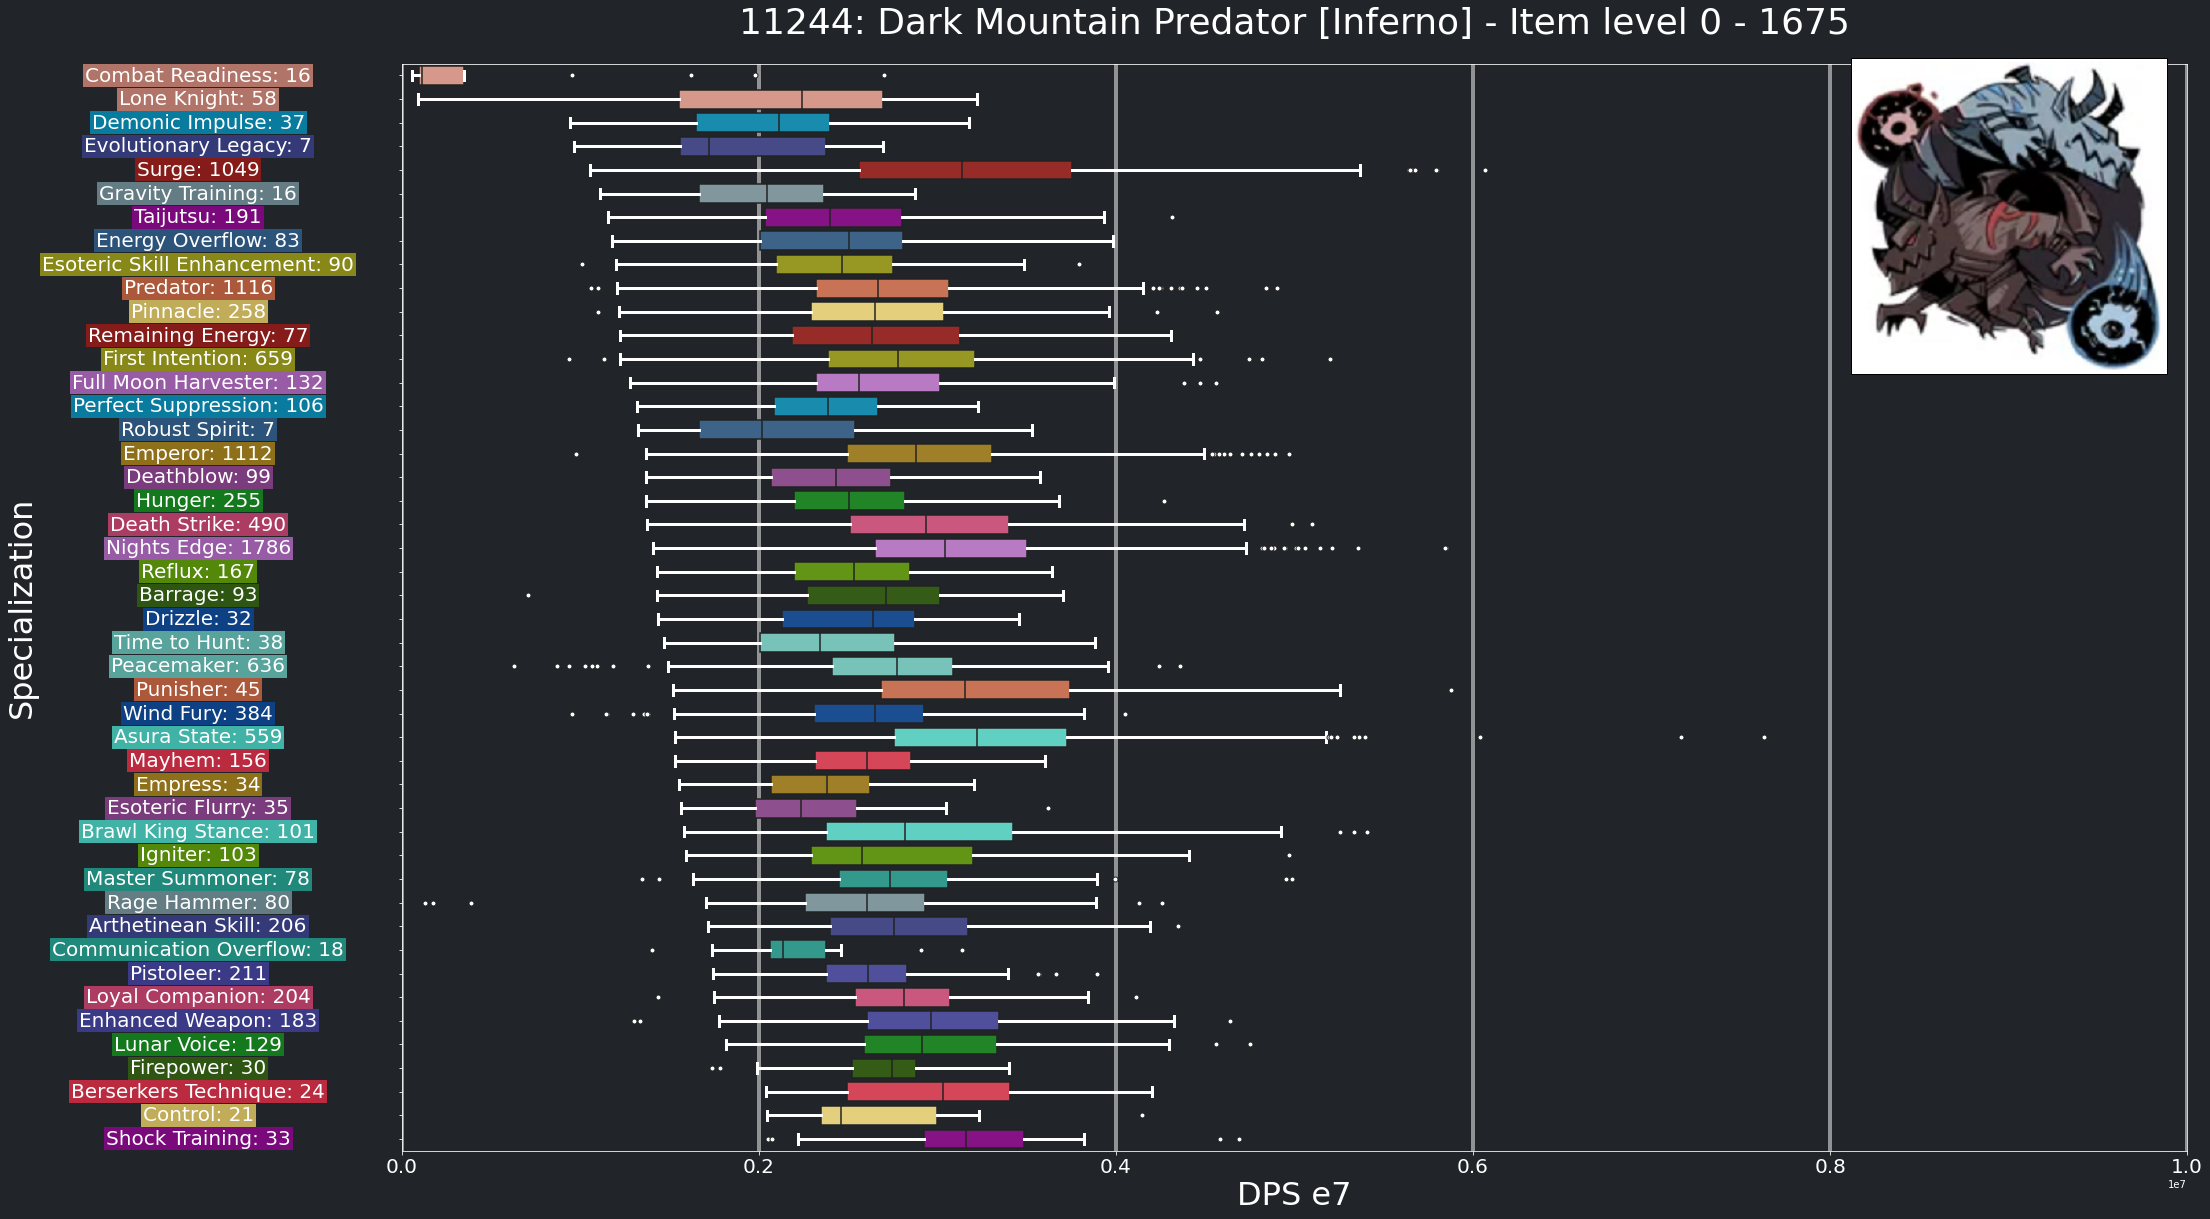 11244: Dark Mountain Predator [Inferno] - Item level 0 - 1675
Specialization
Combat Readiness: 16
Lone Knight: 58
Demonic Impulse: 37
Evolutionary Legacy: 7
Surge: 1049
Gravity Training: 16
Taijutsu: 191
Energy Overflow: 83
Esoteric Skill Enhancement: 90
Predator: 1116
Pinnacle: 258
Remaining Energy: 77
First Intention: 659
Full Moon Harvester: 132
Perfect Suppression: 106
Robust Spirit: 7
Emperor: 1112
Deathblow: 99
Hunger: 255
Death Strike: 490
Nights Edge: 1786
Reflux: 167
Barrage: 93
Drizzle: 32
Time to Hunt: 38
Peacemaker: 636
Punisher: 45
Wind Fury: 384
Asura State: 559
Mayhem: 156
Empress: 34
Esoteric Flurry: 35
Brawl King Stance: 101
Igniter: 103
Master Summoner: 78
Rage Hammer: 80
Arthetinean Skill: 206
Communication Overflow: 18
Pistoleer: 211
Loyal Companion: 204
Enhanced Weapon: 183
Lunar Voice: 129
Firepower: 30
Berserkers Technique: 24
Control: 21
Shock Training: 33
0.0 0.2 0.4 0.6 0.8 1.0
1e7
DPS e7